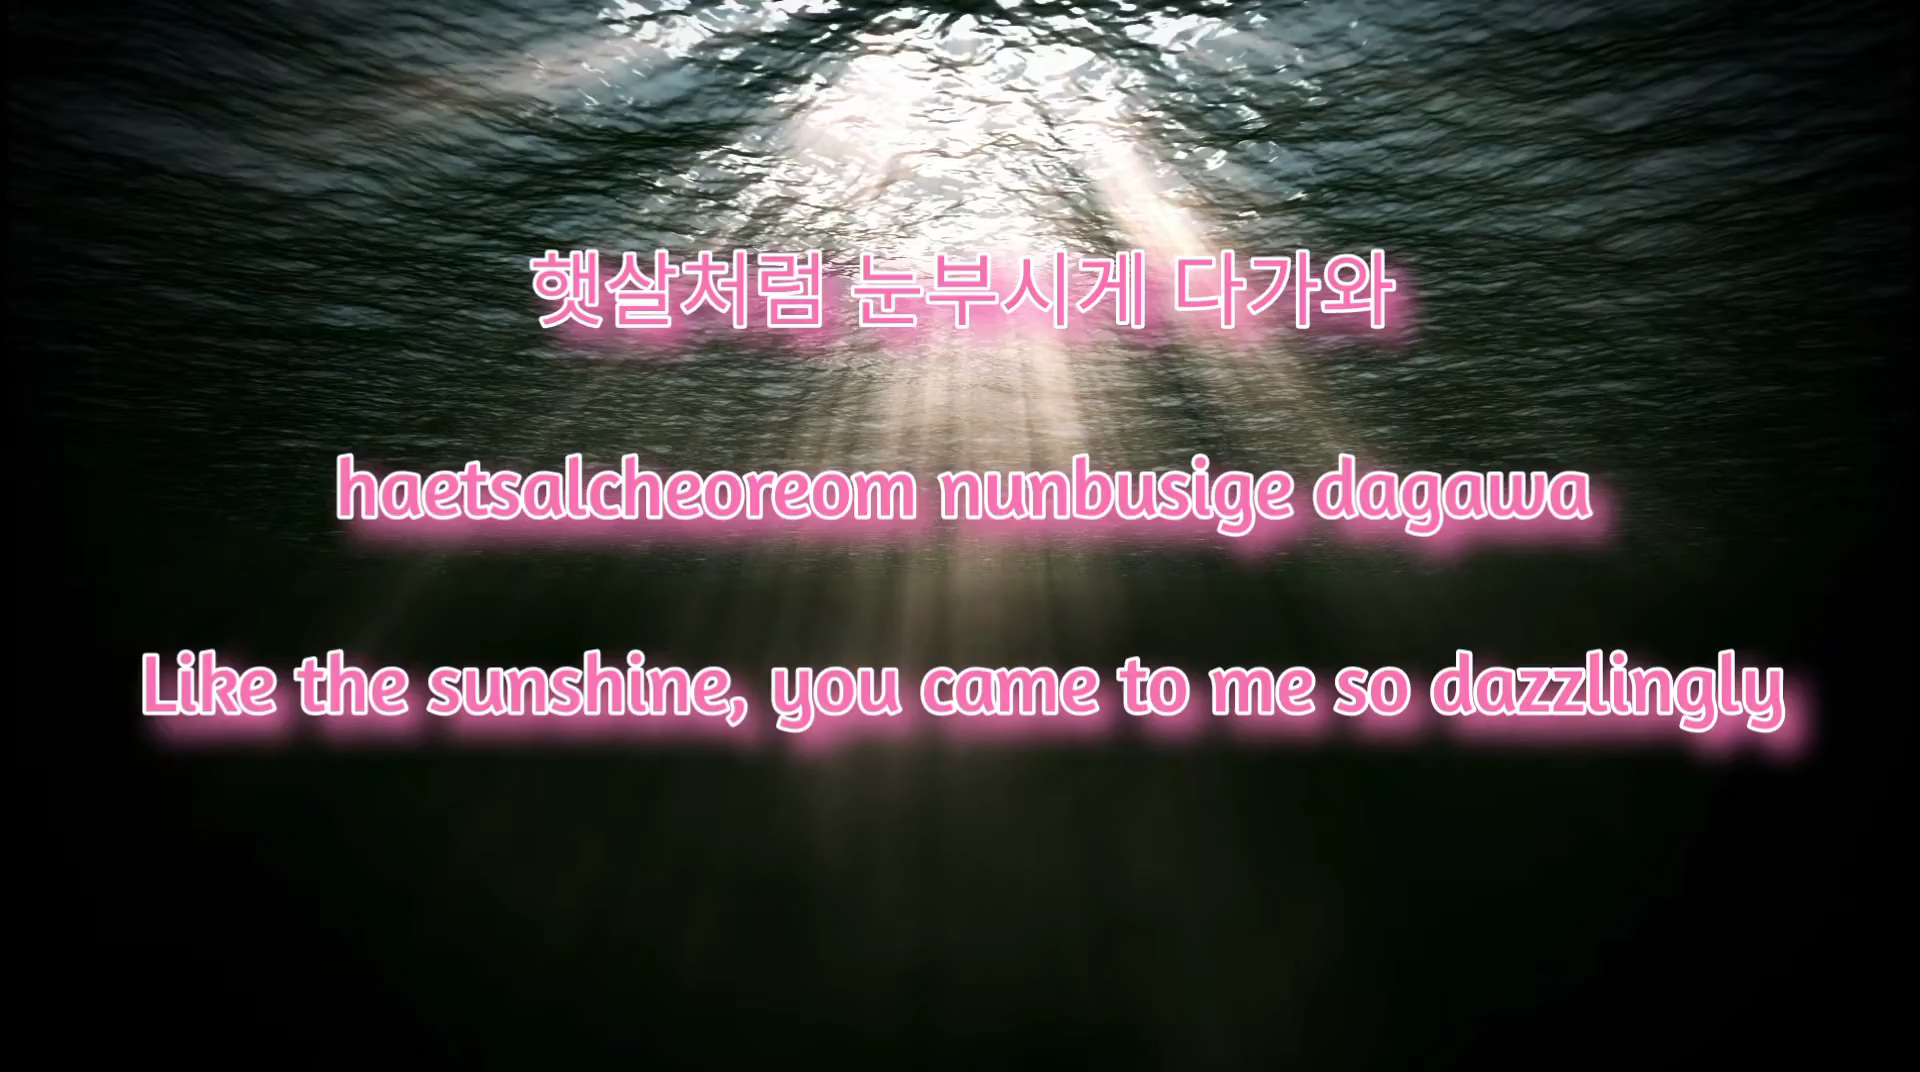 햇살처럼 눈부시게 다가와
haetsalcheoreom nunbusige dagawa
Like the sunshine, you came to me so dazzlingly